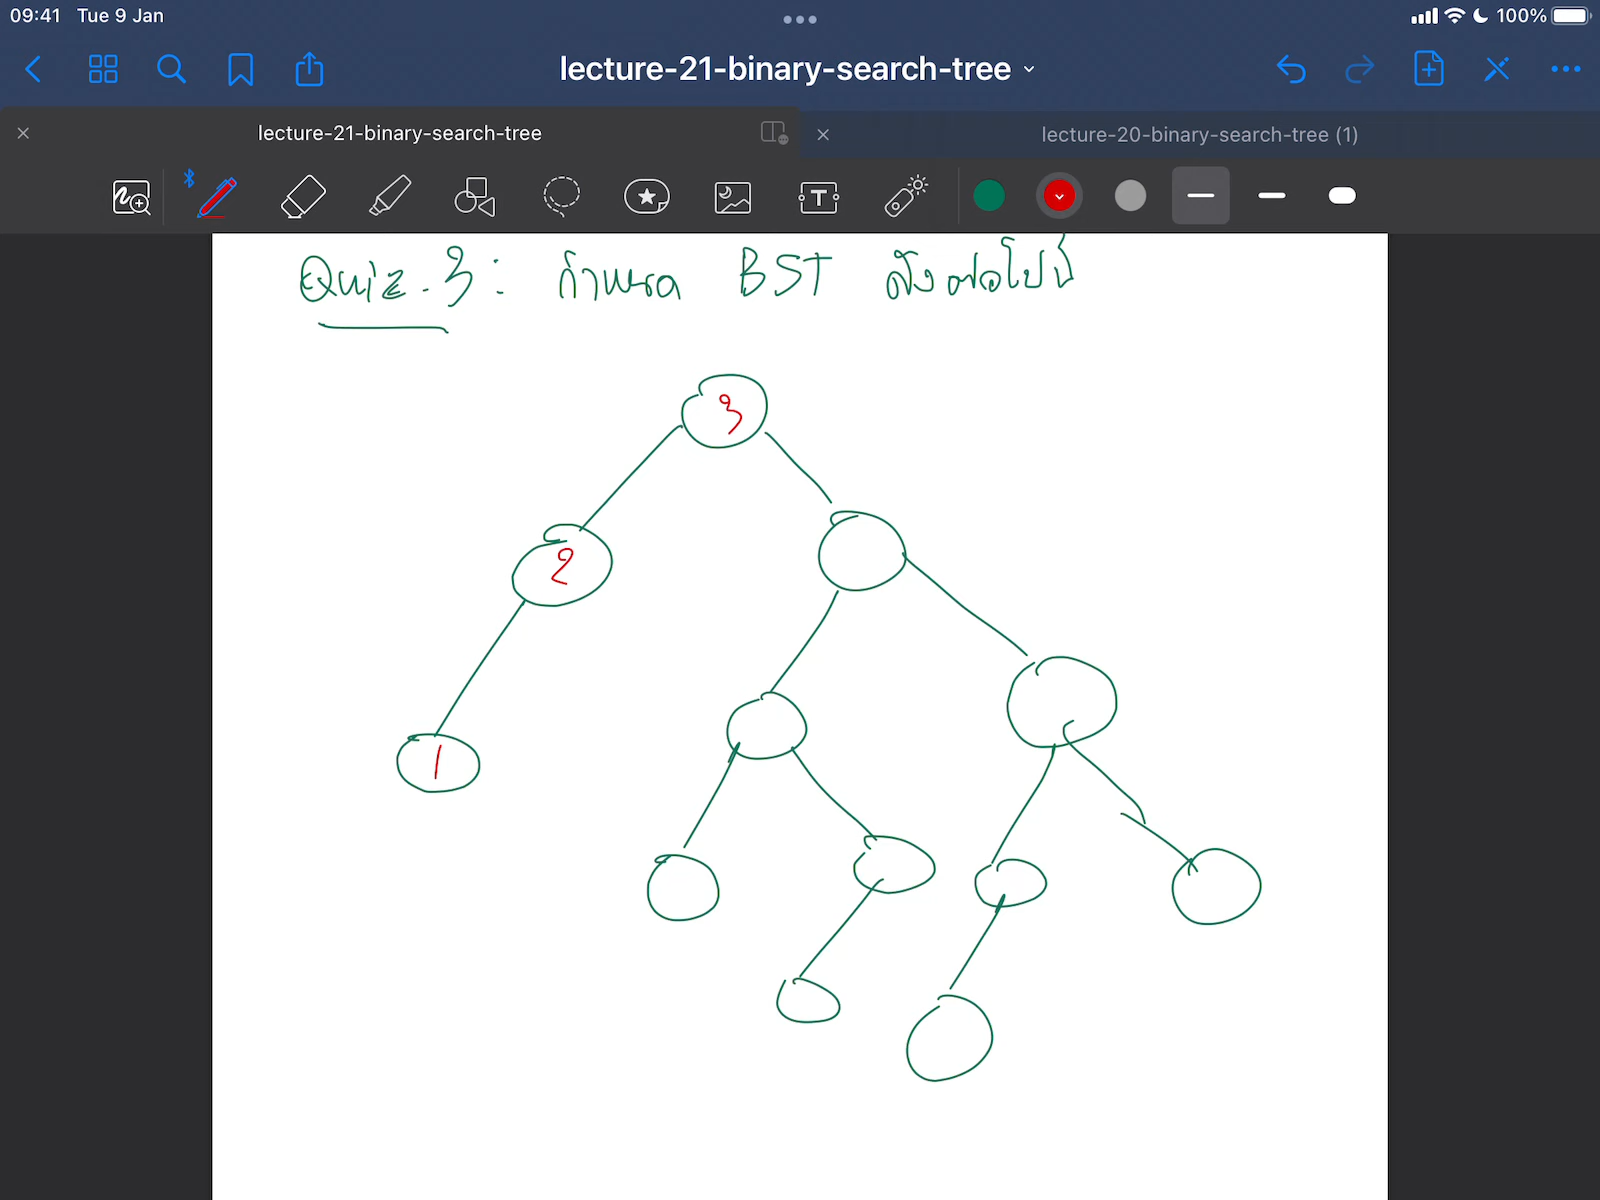 09:41 Tue 9 Jan 100%
lecture-21-binary-search-tree
lecture-21-binary-search-tree
lecture-20-binary-search-tree (1)
T
Quiz.3: กำหนด BST ดังต่อไปนี้
3
2
1